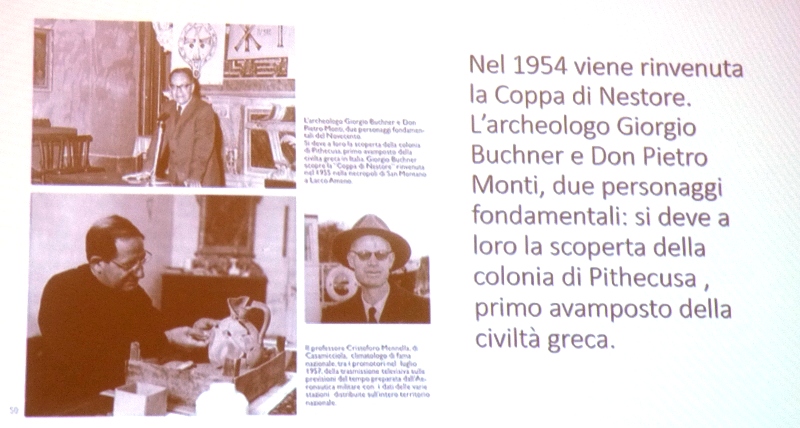 L'archeologo Giorgio Buchner e Don
Pietro Monti, due personaggi fondamen-
tali del Novecento.
Si deve a loro la scoperta della colonia
di Pithecusa, primo avamposto della
civiltà greca in Italia. Giorgio Buchner
scopre la "Coppa di Nestore" rinvenuta
nel 1955 nella necropoli di San Montano
a Lacco Ameno.
Il professore Cristoforo Mennella, di
Casamicciola, climatologo di fama
nazionale, tra i promotori nel luglio
1957, della trasmissione televisiva sulle
previsioni del tempo preparata dall'Ae-
ronautica militare con i dati delle varie
stazioni distribuite sull'intero territorio
nazionale.
50
Nel 1954 viene rinvenuta
la Coppa di Nestore.
L'archeologo Giorgio
Buchner e Don Pietro
Monti, due personaggi
fondamentali: si deve a
loro la scoperta della
colonia di Pithecusa ,
primo avamposto della
civiltà greca.